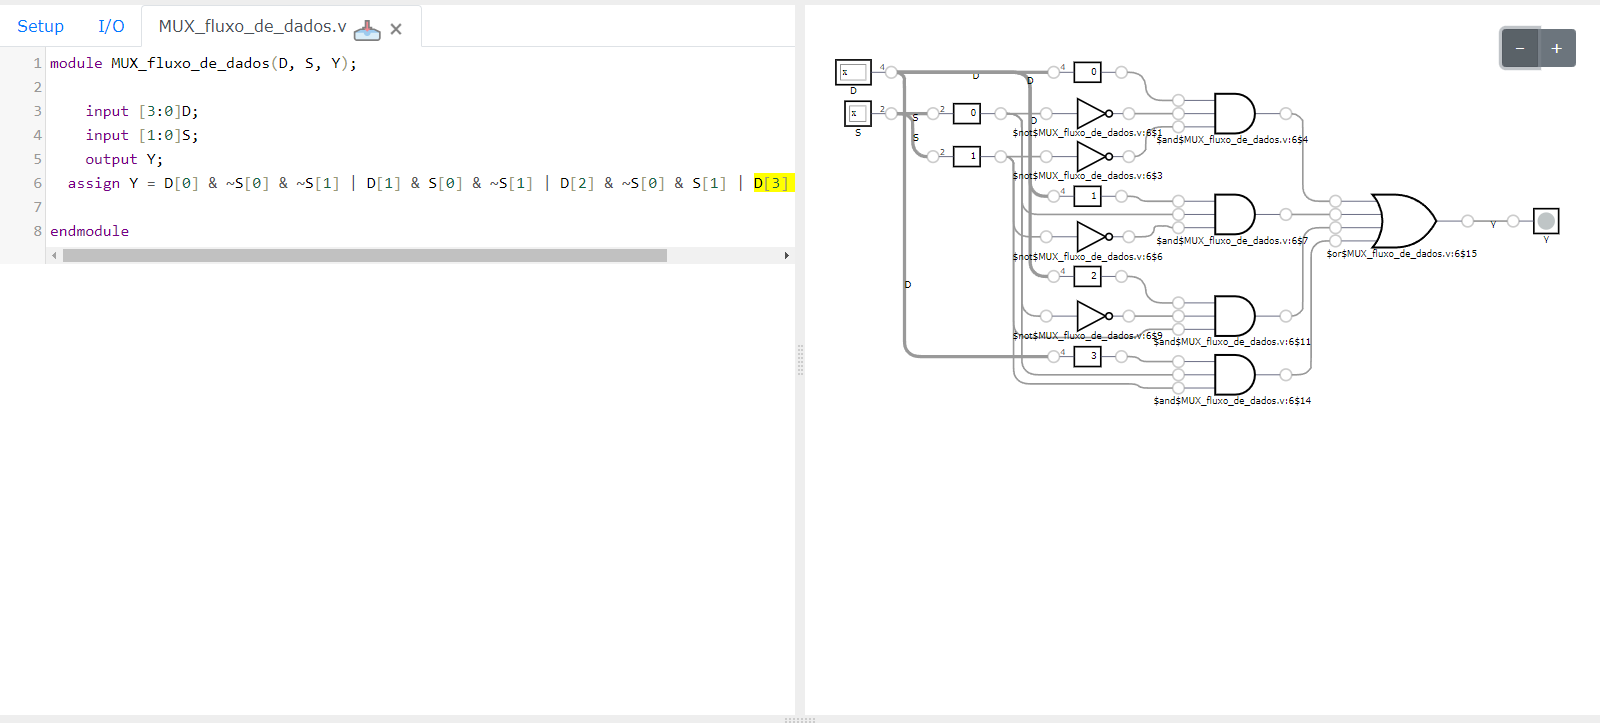 Setup I/O MUX_fluxo_de_dados.v
1 module MUX_fluxo_de_dados(D, S, Y);
2
3 input [3:0]D;
4 input [1:0]S;
5 output Y;
6 assign Y = D[0] & ~S[0] & ~S[1] | D[1] & S[0] & ~S[1] | D[2] & ~S[0] & S[1] | D[3]
7
8 endmodule
- +
x 4 D D 4 0
D
x 2 S 2 0 D
S S
$not$MUX_fluxo_de_dados.v:6$1
$and$MUX_fluxo_de_dados.v:6$4
2 1
$not$MUX_fluxo_de_dados.v:6$3
4 1
$and$MUX_fluxo_de_dados.v:6$7
Y
Y
$not$MUX_fluxo_de_dados.v:6$6
$or$MUX_fluxo_de_dados.v:6$15
4 2
D
$not$MUX_fluxo_de_dados.v:6$9
$and$MUX_fluxo_de_dados.v:6$11
4 3
$and$MUX_fluxo_de_dados.v:6$14